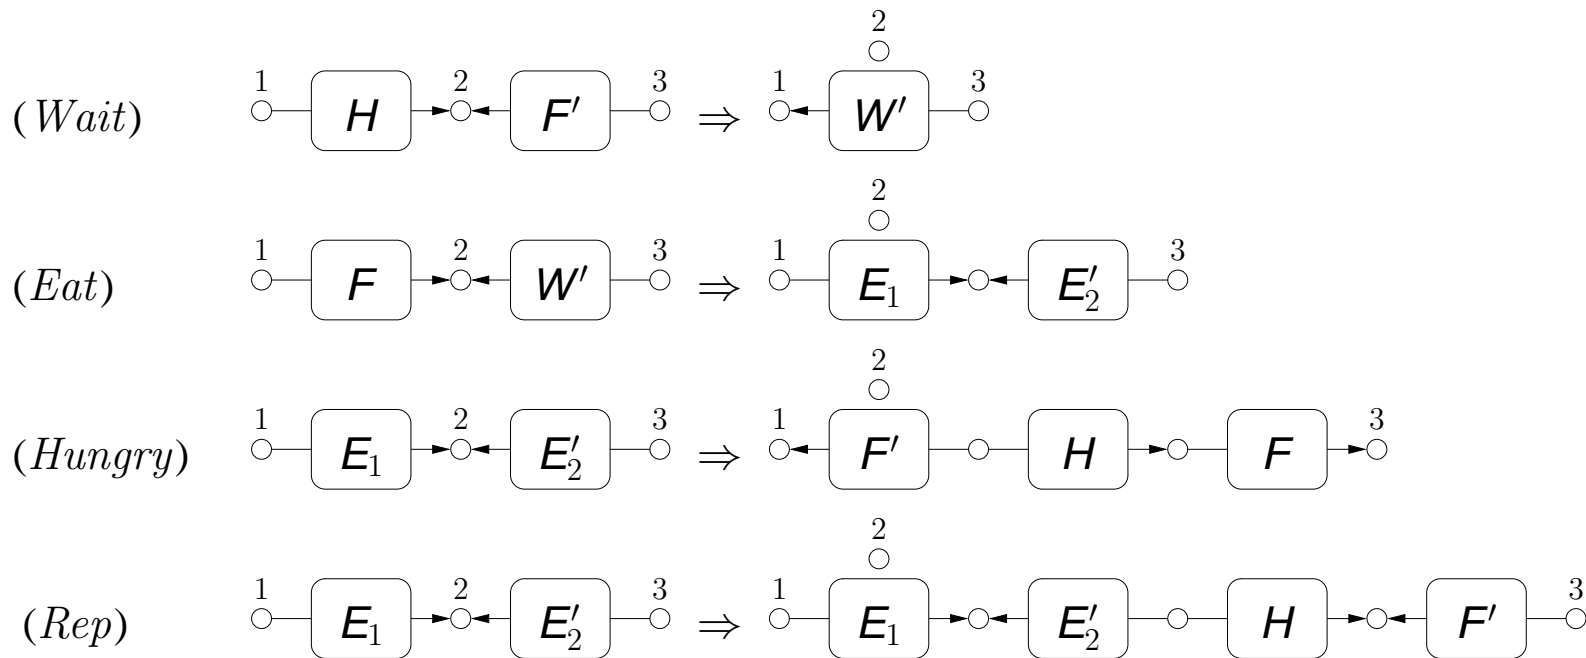 2
1 2 3 1 3
(Wait) H F′ ⇒ W′
2
1 2 3 1 3
(Eat) F W′ ⇒ E₁ E′₂
2
1 2 3 1 3
(Hungry) E₁ E′₂ ⇒ F′ H F
2
1 2 3 1 3
(Rep) E₁ E′₂ ⇒ E₁ E′₂ H F′